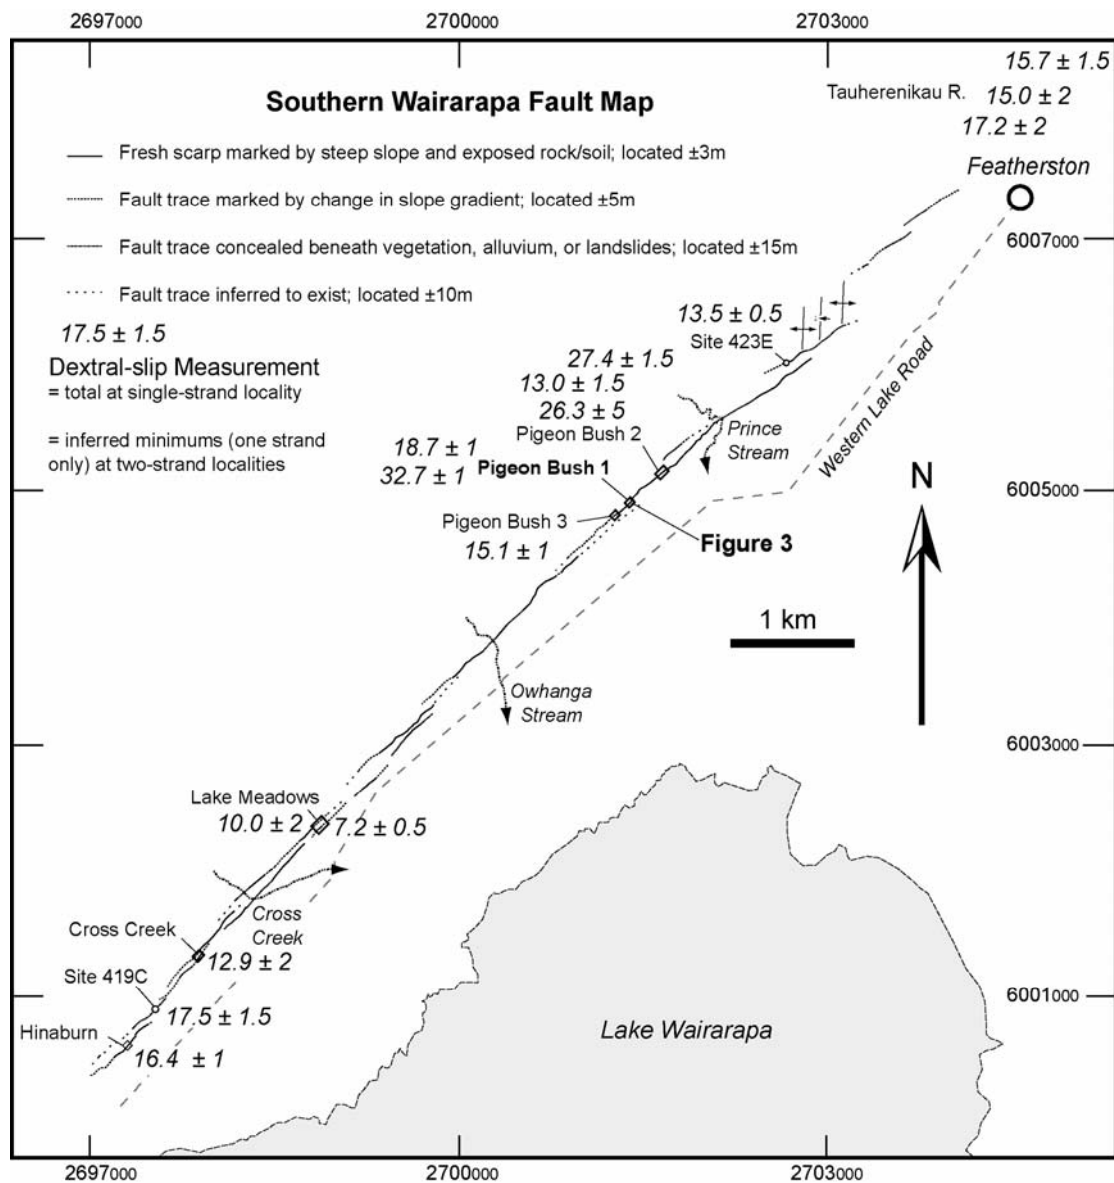 2697000
2700000
2703000
15.7 ± 1.5
Southern Wairarapa Fault Map
Tauherenikau R. 15.0 ± 2
17.2 ± 2
Fresh scarp marked by steep slope and exposed rock/soil; located ±3m
Featherston
Fault trace marked by change in slope gradient; located ±5m
Fault trace concealed beneath vegetation, alluvium, or landslides; located ±15m
6007000
Fault trace inferred to exist; located ±10m
17.5 ± 1.5
13.5 ± 0.5
Site 423E
Dextral-slip Measurement
= total at single-strand locality
= inferred minimums (one strand
only) at two-strand localities
27.4 ± 1.5
13.0 ± 1.5
26.3 ± 5
Pigeon Bush 2
Prince
Stream
Western Lake Road
18.7 ± 1
32.7 ± 1
Pigeon Bush 1
N
6005000
Pigeon Bush 3
15.1 ± 1
Figure 3
1 km
Owhanga
Stream
6003000
Lake Meadows
10.0 ± 2
7.2 ± 0.5
Cross
Creek
Cross Creek
12.9 ± 2
Site 419C
17.5 ± 1.5
6001000
Hinaburn
16.4 ± 1
Lake Wairarapa
2697000
2700000
2703000